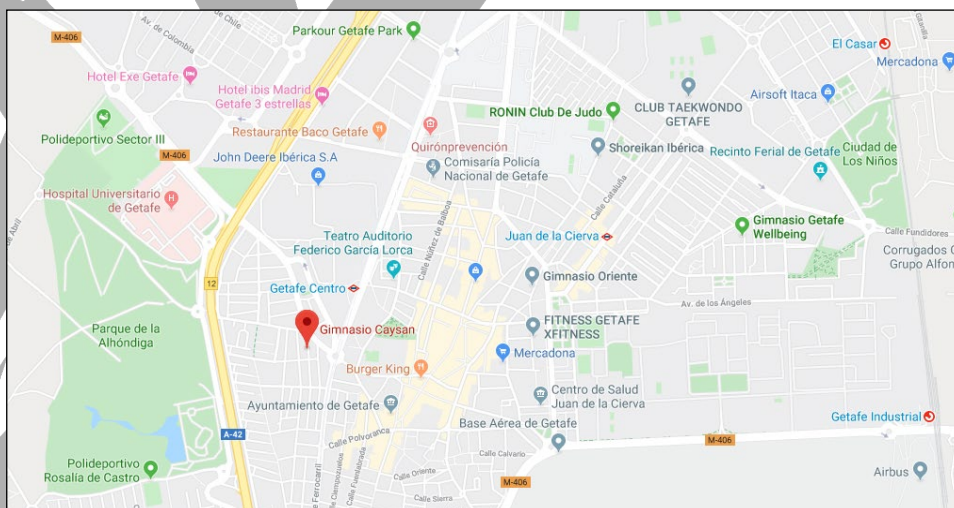 M-406
Av. de Colombia
de Chile
Parkour Getafe Park
El Casar
Mercadona
Hotel Exe Getafe
Hotel ibis Madrid
Getafe 3 estrellas
Polideportivo Sector III
Restaurante Baco Getafe
Quirónprevención
RONIN Club De Judo
CLUB TAEKWONDO
GETAFE
Airsoft Itaca
M-406
John Deere Ibérica S.A
Comisaría Policía
Nacional de Getafe
Shoreikan Ibérica
Recinto Ferial de Getafe
Ciudad de
Los Niños
Hospital Universitario
de Getafe
Calle Núñez de Balboa
Calle Cataluña
de Abril
Teatro Auditorio
Federico García Lorca
Juan de la Cierva
Gimnasio Getafe
Wellbeing
Calle Fundidores
Corrugados
Grupo Alfon
12
Getafe Centro
Gimnasio Oriente
Av. de los Ángeles
Gimnasio Caysan
FITNESS GETAFE
XFITNESS
Parque de la
Alhóndiga
Mercadona
Burger King
Ayuntamiento de Getafe
Centro de Salud
Juan de la Cierva
Getafe Industrial
A-42
Calle Polvoranca
Base Aérea de Getafe
M-406
Calle Calvario
Polideportivo
Rosalía de Castro
Ferrocarril
Ciempozuelos
Calle Fuenlabrada
Calle Oriente
Calle Sierra
M-406
Airbus